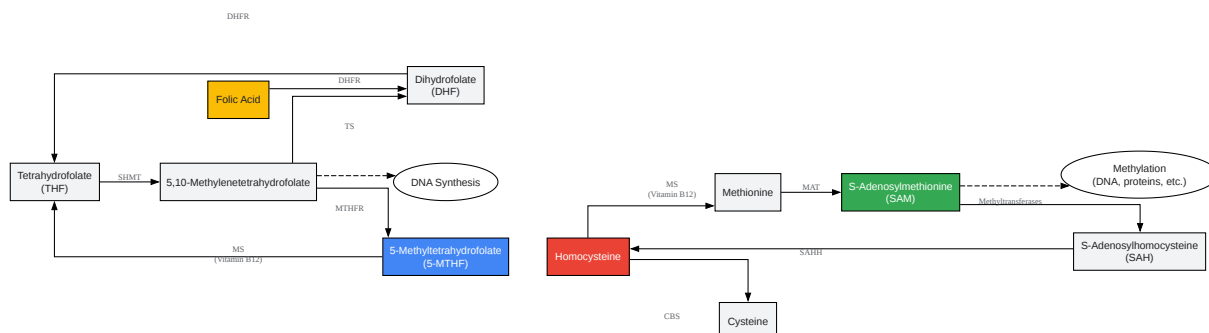 DHFR
Dihydrofolate
(DHF)
DHFR
Folic Acid
TS
Tetrahydrofolate
(THF)
SHMT
5,10-Methylenetetrahydrofolate
DNA Synthesis
MTHFR
5-Methyltetrahydrofolate
(5-MTHF)
MS
(Vitamin B12)
Methylation
(DNA, proteins, etc.)
MS
(Vitamin B12)
Methionine
MAT
S-Adenosylmethionine
(SAM)
Methyltransferases
Homocysteine
SAHH
S-Adenosylhomocysteine
(SAH)
CBS
Cysteine